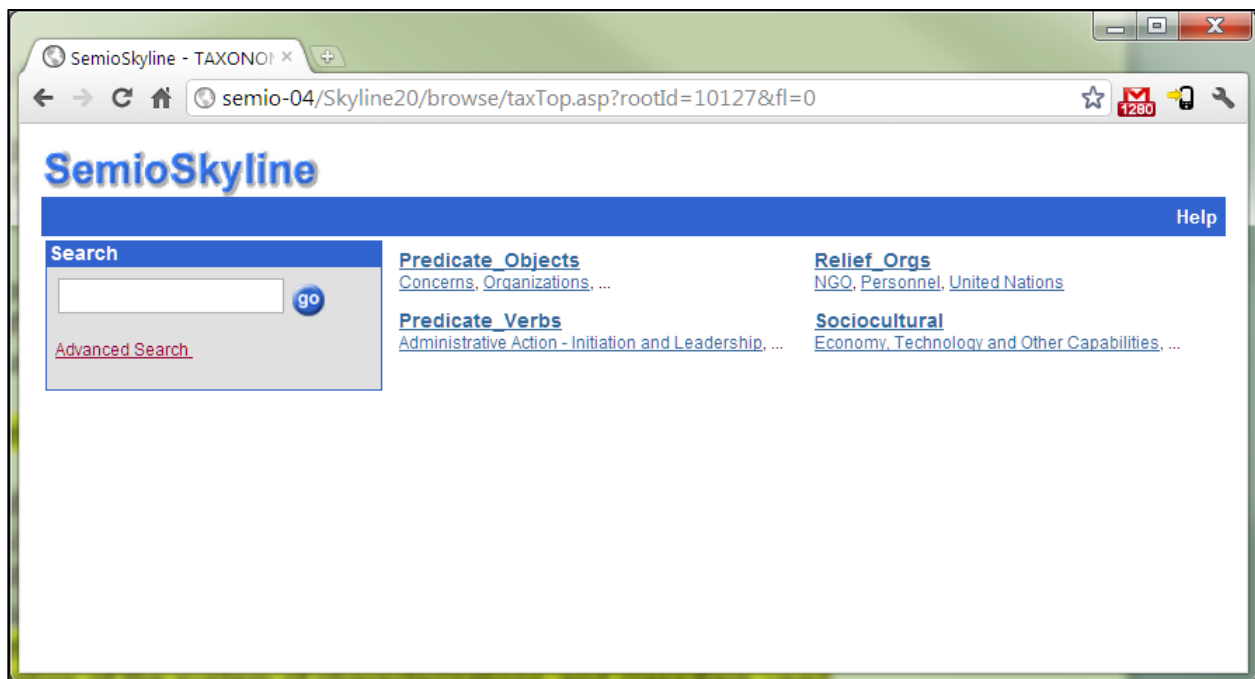 SemioSkyline - TAXONO
semio-04/Skyline20/browse/taxTop.asp?rootId=10127&fl=0
1280
SemioSkyline
Help
Search
go
Advanced Search
Predicate_Objects
Concerns, Organizations, ...
Predicate_Verbs
Administrative Action - Initiation and Leadership, ...
Relief_Orgs
NGO, Personnel, United Nations
Sociocultural
Economy, Technology and Other Capabilities, ...